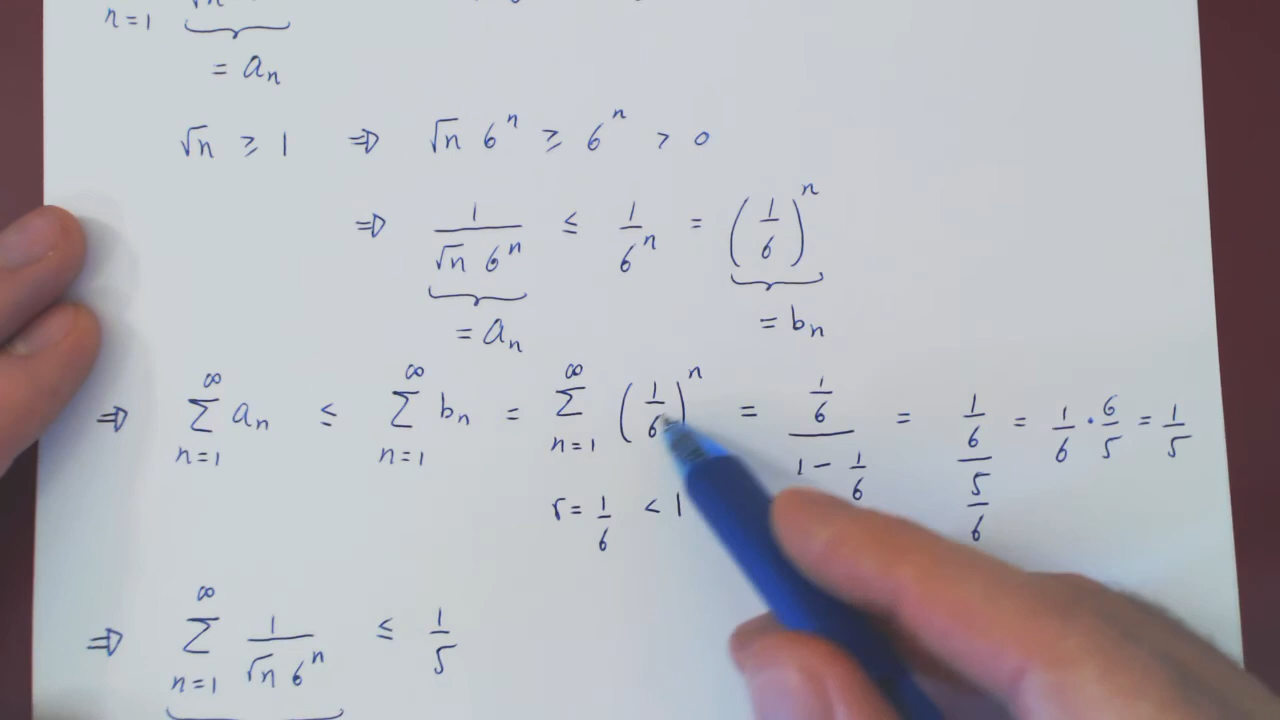 n=1 √n
= aₙ
√n ≥ 1 ⇒ √n 6ⁿ ≥ 6ⁿ > 0
⇒ 1/(√n 6ⁿ) ≤ 1/6ⁿ = (1/6)ⁿ
= aₙ = bₙ
⇒ ∑_{n=1}^{∞} aₙ ≤ ∑_{n=1}^{∞} bₙ = ∑_{n=1}^{∞} (1/6)ⁿ = (1/6)/(1 − 1/6) = (1/6)/(5/6) = 1/6 · 6/5 = 1/5
r = 1/6 < 1
⇒ ∑_{n=1}^{∞} 1/(√n 6ⁿ) ≤ 1/5